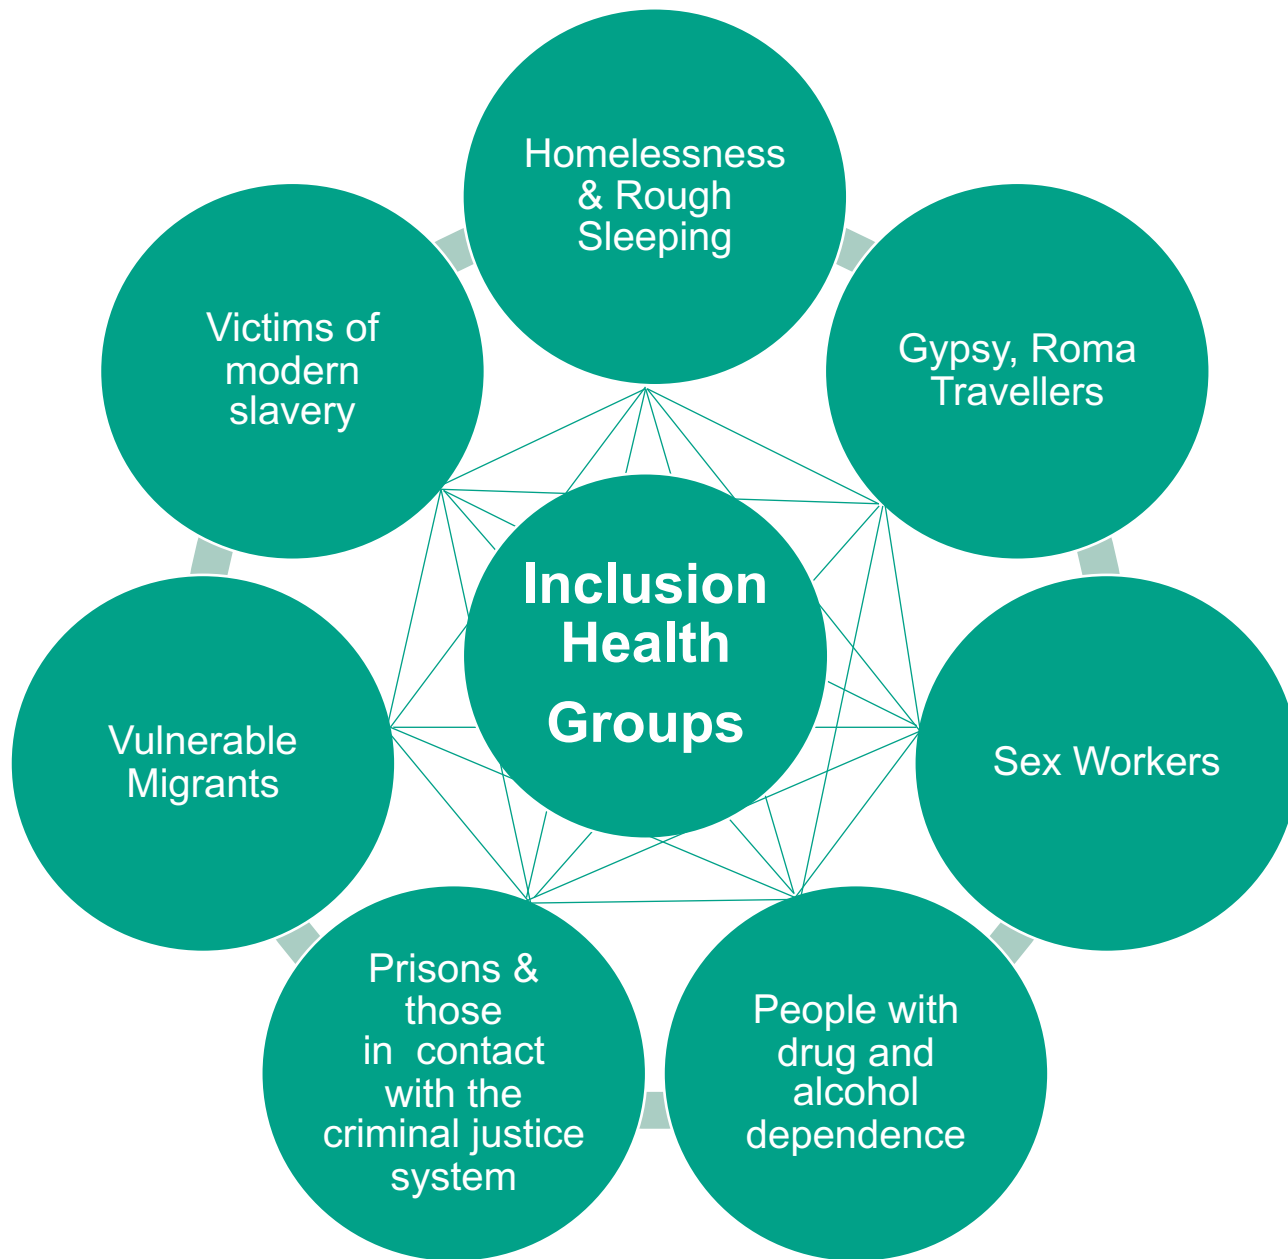 Homelessness
& Rough
Sleeping
Gypsy, Roma
Travellers
Sex Workers
People with
drug and
alcohol
dependence
Prisons &
those
in contact
with the
criminal justice
system
Vulnerable
Migrants
Victims of
modern
slavery
Inclusion
Health
Groups